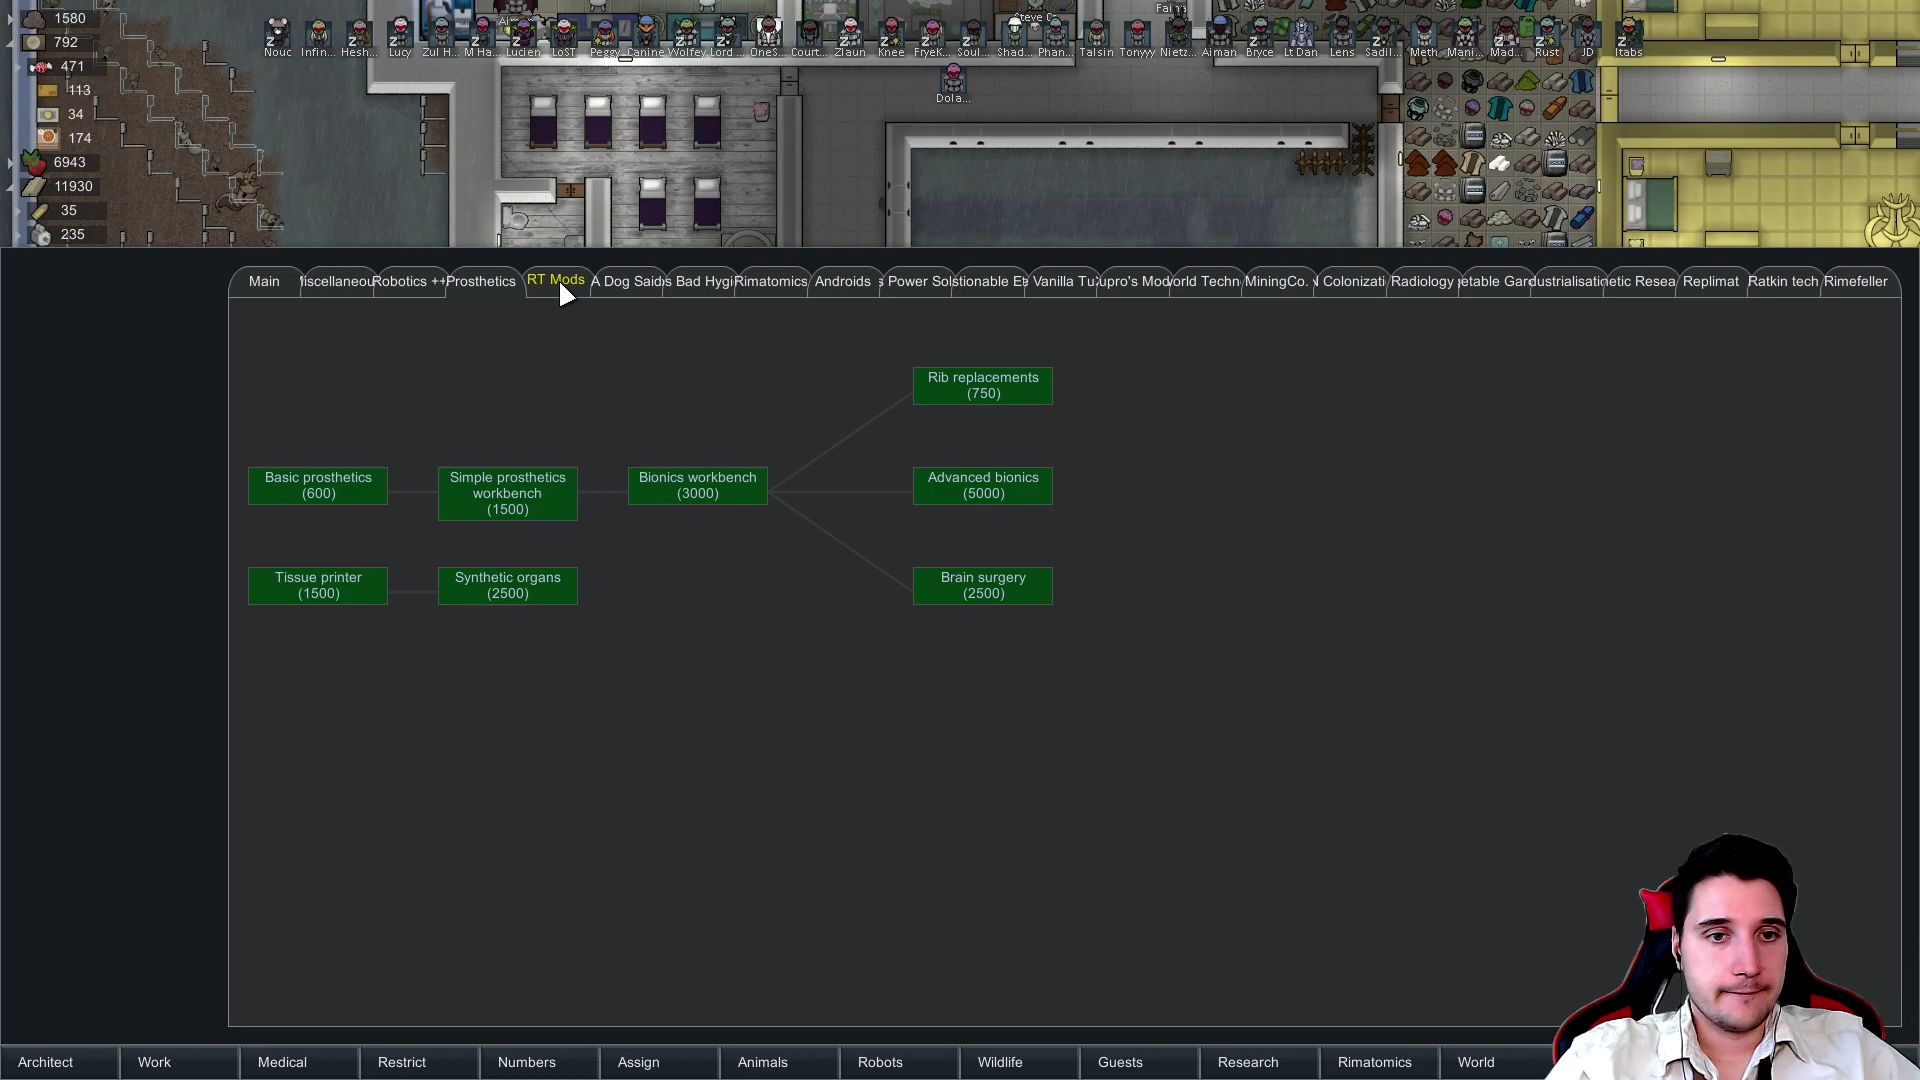 1580
792
471
113
34
174
6943
11930
35
235
Steve
Nouc Infin... Hesh... Lucy Zul H... M Ha... Lucien LoST Peggy Canine Wolfey Lord... OneS... Court... Zlaun Knee FryeK... Soul... Shad... Phan... Talsin Tonyyy Nietz... Aiman Bryce Lt Dan Lens Sadil... Meth Mani... Mad... Rust JD Itabs
Dola...
Main Robotics ++ Prosthetics RT Mods A Dog Said s Bad Hygi Rimatomics Androids s Power Sol stionable Et Vanilla Tu upro's Mod orld Techn MiningCo. Colonizati Radiology etable Gard dustrialisatio netic Resea Replimat Ratkin tech Rimefeller
Rib replacements
(750)
Basic prosthetics
(600)
Simple prosthetics
workbench
(1500)
Bionics workbench
(3000)
Advanced bionics
(5000)
Tissue printer
(1500)
Synthetic organs
(2500)
Brain surgery
(2500)
Architect Work Medical Restrict Numbers Assign Animals Robots Wildlife Guests Research Rimatomics World